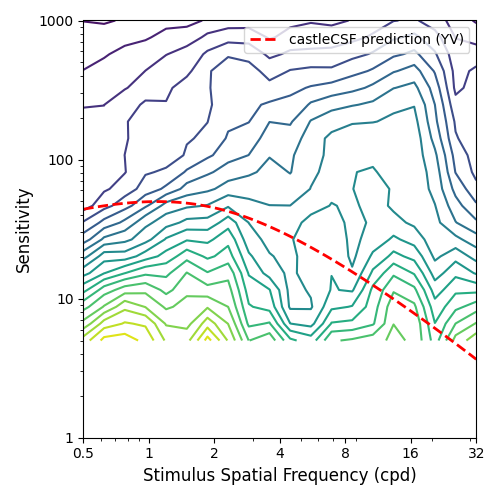 1000
castleCSF prediction (YV)
100
Sensitivity
10
1
0.5 1 2 4 8 16 32
Stimulus Spatial Frequency (cpd)